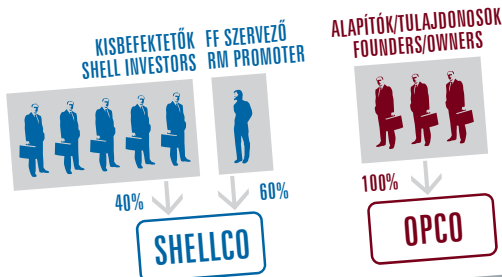 KISBEFEKTETŐK
SHELL INVESTORS
FF SZERVEZŐ
RM PROMOTER
ALAPÍTÓK/TULAJDONOSOK
FOUNDERS/OWNERS
40%
60%
100%
SHELLCO
OPCO